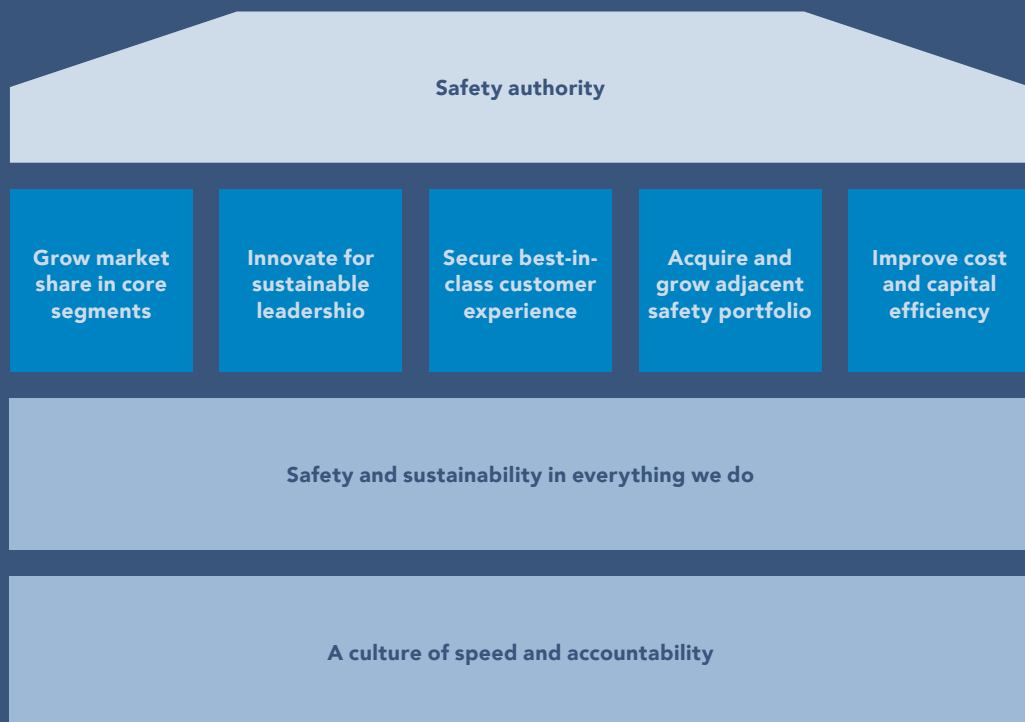 Safety authority
Grow market
share in core
segments
Innovate for
sustainable
leadershio
Secure best-in-
class customer
experience
Acquire and
grow adjacent
safety portfolio
Improve cost
and capital
efficiency
Safety and sustainability in everything we do
A culture of speed and accountability